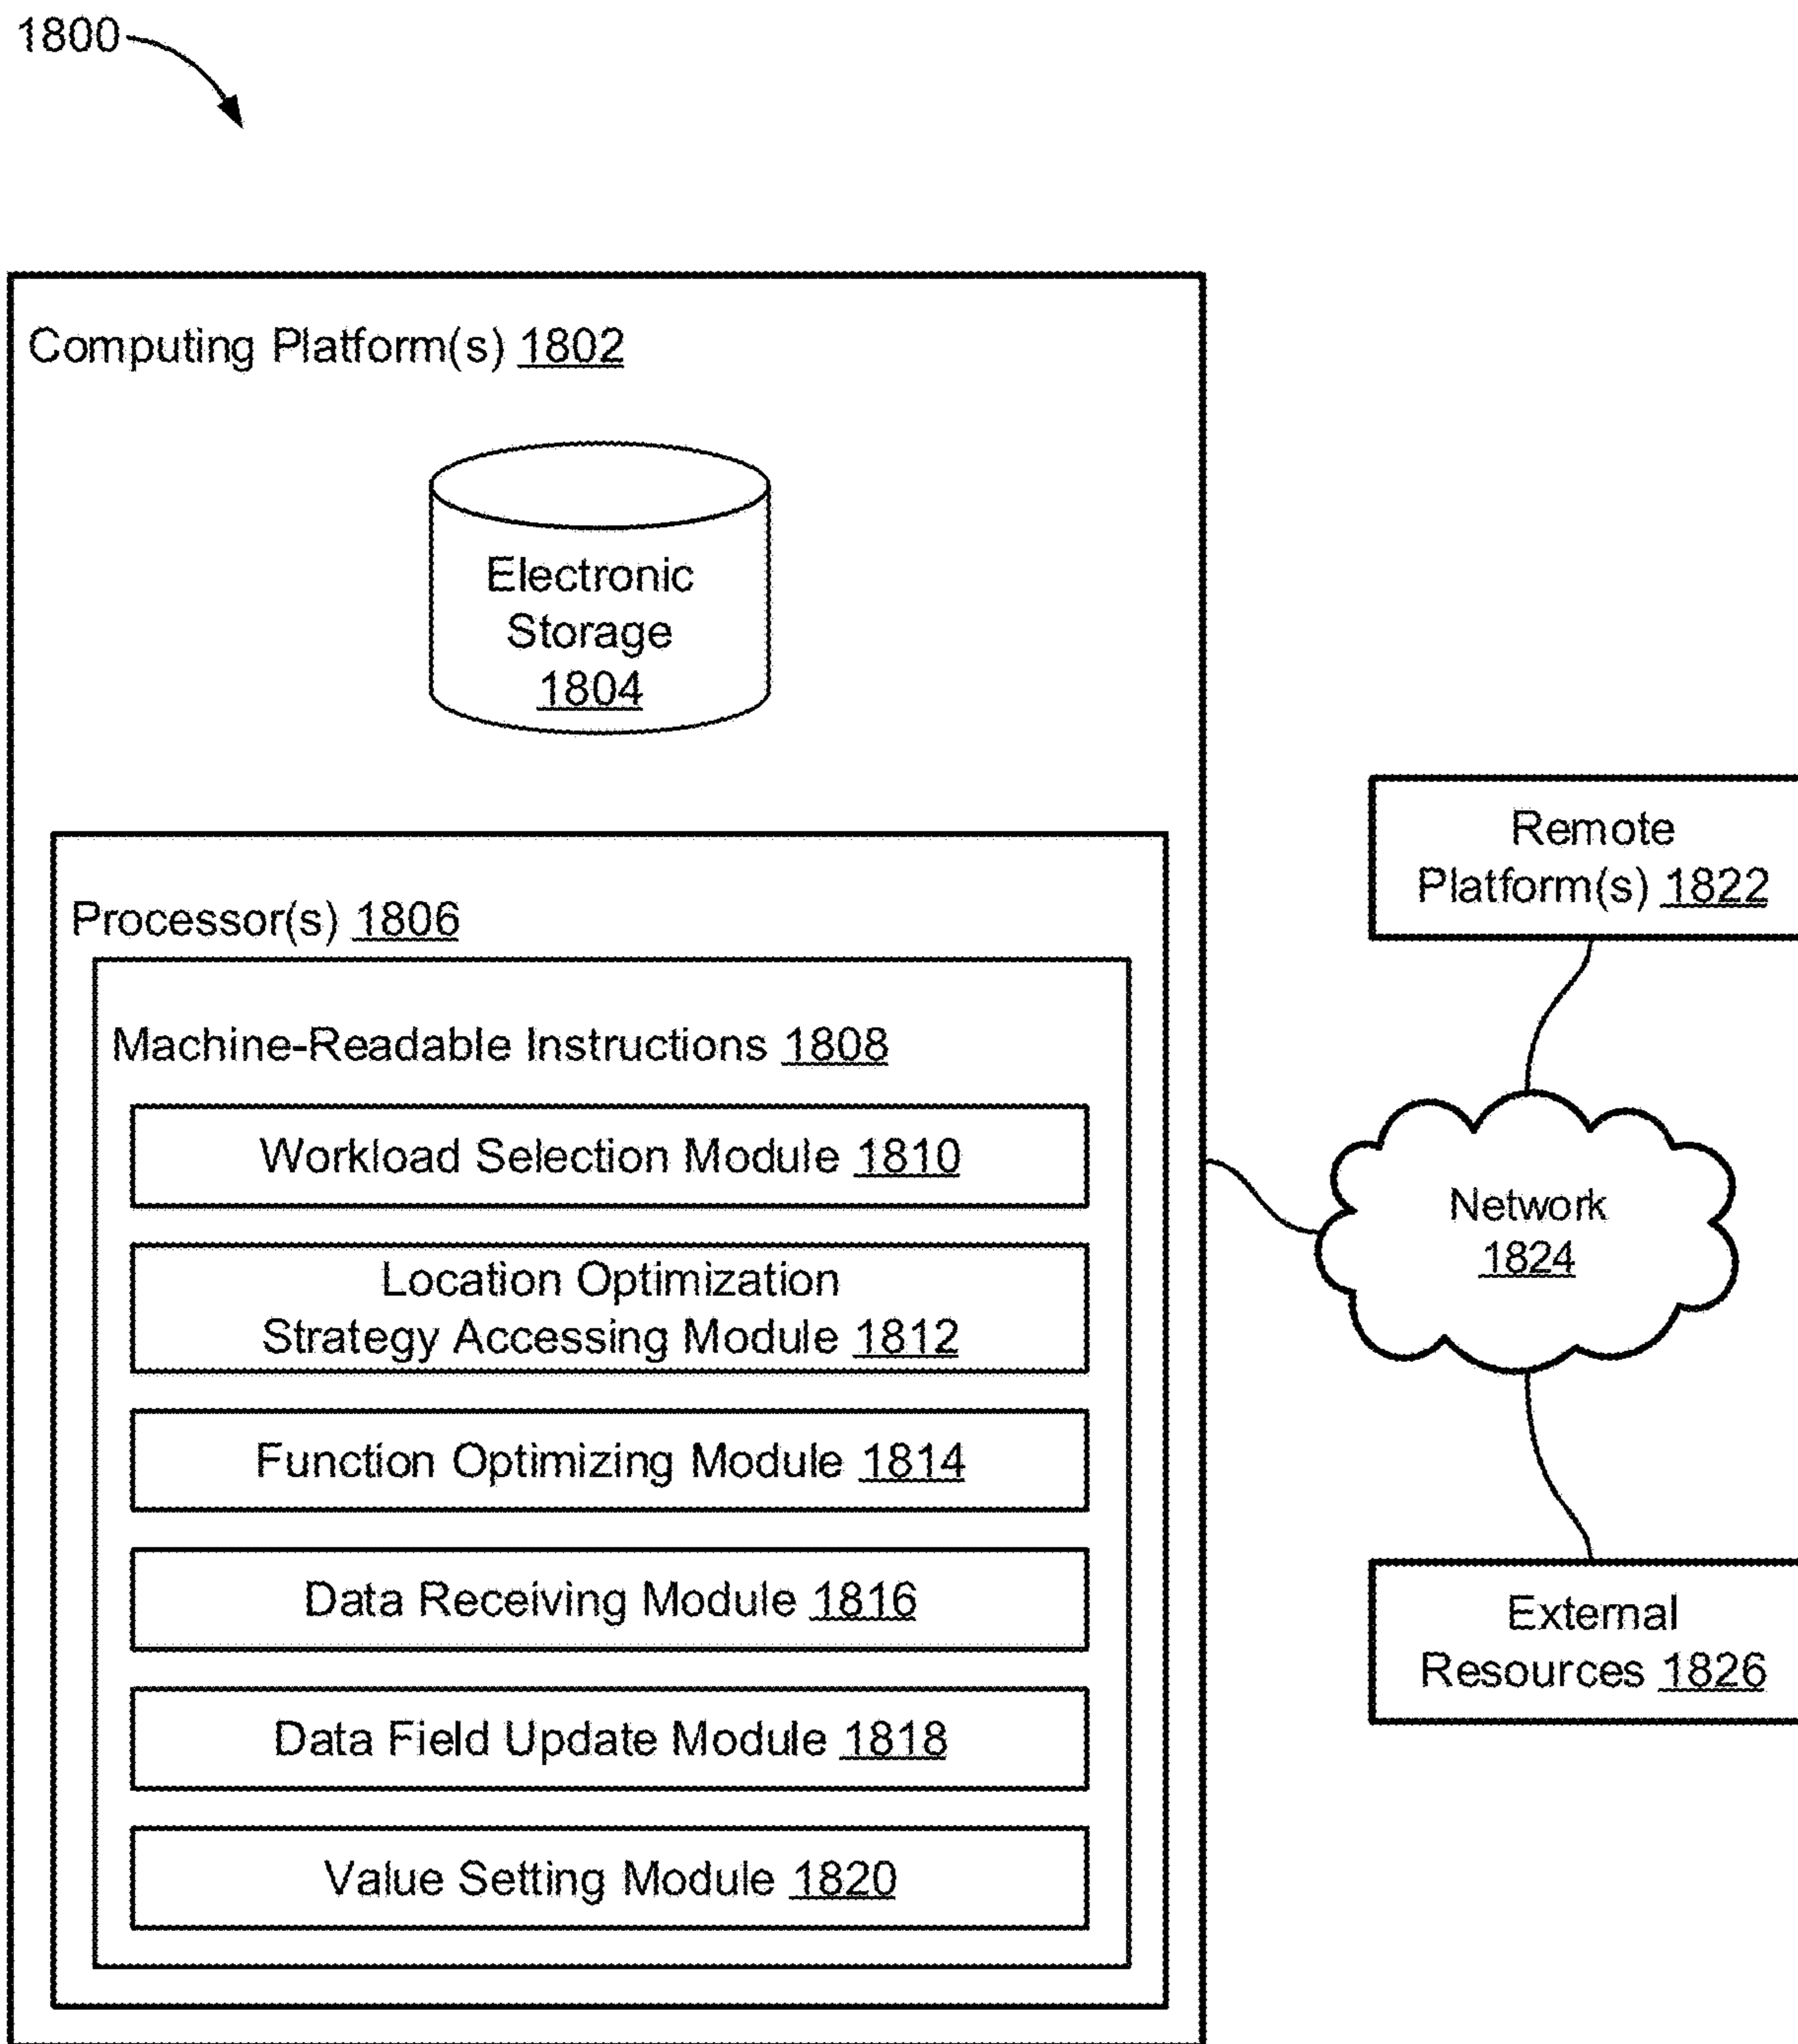 1800
Computing Platform(s) 1802
Electronic
Storage
1804
Processor(s) 1806
Machine-Readable Instructions 1808
Workload Selection Module 1810
Location Optimization
Strategy Accessing Module 1812
Function Optimizing Module 1814
Data Receiving Module 1816
Data Field Update Module 1818
Value Setting Module 1820
Remote
Platform(s) 1822
Network
1824
External
Resources 1826